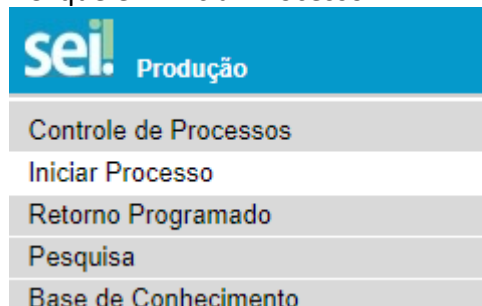 sei! Produção
Controle de Processos
Iniciar Processo
Retorno Programado
Pesquisa
Base de Conhecimento